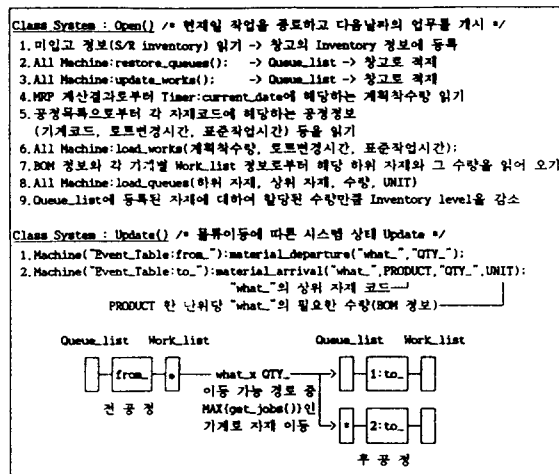 Class System : Open() /* 현재일 작업을 종료하고 다음날의 업무를 개시 */
1.미입고 정보(S/R inventory) 읽기 -> 창고의 Inventory 정보에 등록
2.All Machine:restore_queues(); -> Queue_list -> 창고로 적재
3.All Machine:update_works(); -> Queue_list -> 창고로 적재
4.MRP 계산결과로부터 Timer:current_date에 해당하는 계획착수량 읽기
5.공정목록으로부터 각 자재코드에 해당하는 공정정보
(기계코드, 로트변경시간, 표준작업시간) 등을 읽기
6.All Machine:load_works(계획착수량, 로트변경시간, 표준작업시간);
7.BOM 정보와 각 기계별 Work_list 정보로부터 해당 하위 자재와 그 수량을 읽어 오기
8.All Machine:load_queues(하위 자재, 상위 자재, 수량, UNIT)
9.Queue_list에 등록된 자재에 대하여 할당된 수량만큼 Inventory level을 감소
Class System : Update() /* 물류이동에 따른 시스템 상태 Update */
1.Machine("Event_Table:from_"):material_departure("what_","QTY_");
2.Machine("Event_Table:to_"):material_arrival("what_",PRODUCT,"QTY_",UNIT);
"what_"의 상위 자재 코드
PRODUCT 한 단위당 "what_"의 필요한 수량(BOM 정보)
Queue_list Work_list Queue_list Work_list
from_ * what_x QTY_ 1:to_
이동 가능 경로 중
전 공 정 MAX{get_jobs()}인
기계로 자재 이동 * 2:to_
후 공 정